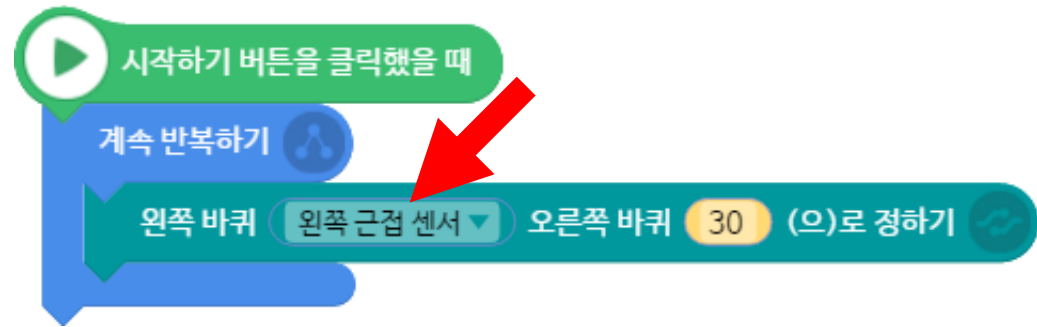 시작하기 버튼을 클릭했을 때
계속 반복하기
왼쪽 바퀴 왼쪽 근접 센서 오른쪽 바퀴 30 (으)로 정하기